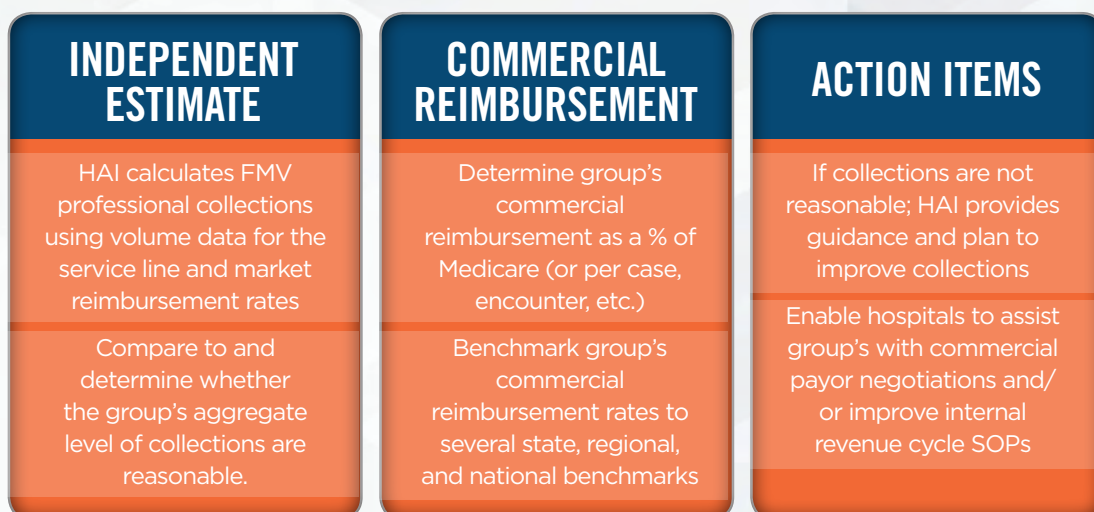 INDEPENDENT
ESTIMATE
HAI calculates FMV
professional collections
using volume data for the
service line and market
reimbursement rates
Compare to and
determine whether
the group's aggregate
level of collections are
reasonable.
COMMERCIAL
REIMBURSEMENT
Determine group's
commercial
reimbursement as a % of
Medicare (or per case,
encounter, etc.)
Benchmark group's
commercial
reimbursement rates to
several state, regional,
and national benchmarks
ACTION ITEMS
If collections are not
reasonable; HAI provides
guidance and plan to
improve collections
Enable hospitals to assist
group's with commercial
payor negotiations and/
or improve internal
revenue cycle SOPs